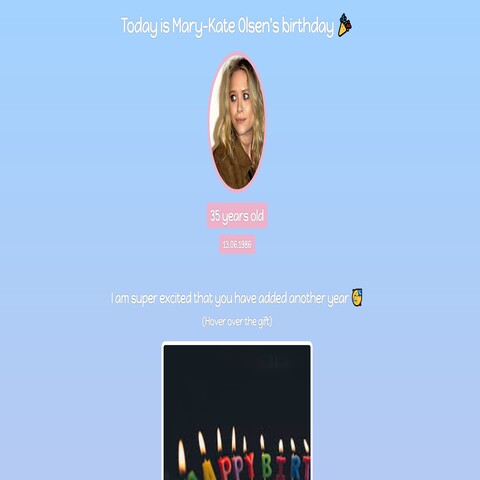 Today is Mary-Kate Olsen's birthday 🎉
35 years old
13.06.1986
I am super excited that you have added another year 🥳
(Hover over the gift)
HAPPY BIRT